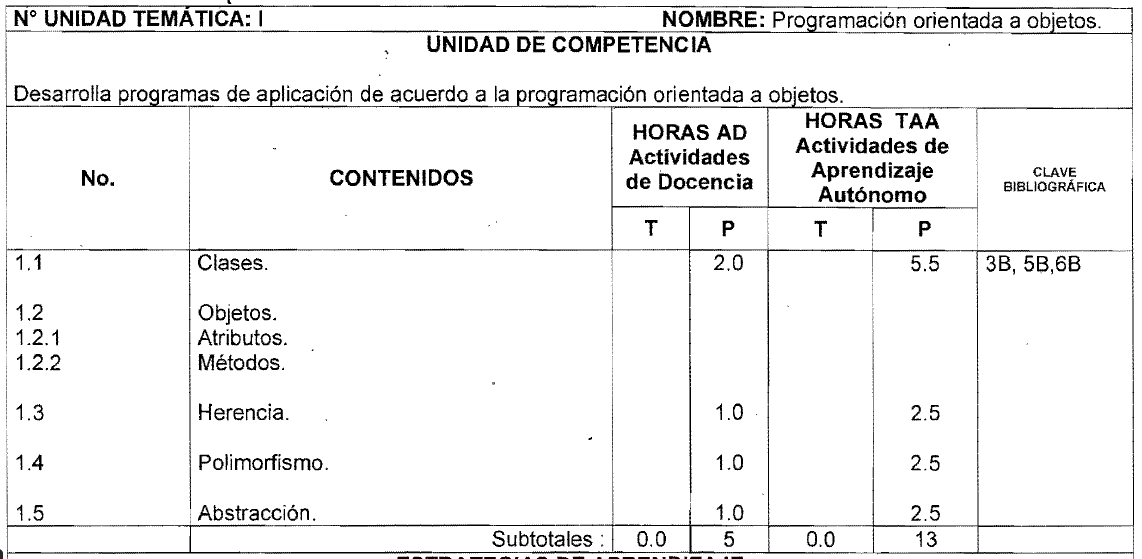 N° UNIDAD TEMÁTICA: I NOMBRE: Programación orientada a objetos.
UNIDAD DE COMPETENCIA
Desarrolla programas de aplicación de acuerdo a la programación orientada a objetos.
No. CONTENIDOS HORAS AD Actividades de Docencia HORAS TAA Actividades de Aprendizaje Autónomo CLAVE BIBLIOGRÁFICA
T P T P
1.1 Clases. 2.0 5.5 3B, 5B,6B
1.2 Objetos.
1.2.1 Atributos.
1.2.2 Métodos.
1.3 Herencia. 1.0 2.5
1.4 Polimorfismo. 1.0 2.5
1.5 Abstracción. 1.0 2.5
Subtotales : 0.0 5 0.0 13
ESTRATEGIAS DE APRENDIZAJE